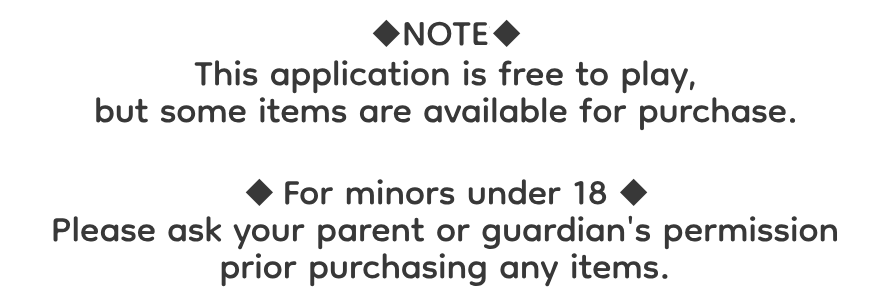 ◆NOTE◆
This application is free to play,
but some items are available for purchase.
◆ For minors under 18 ◆
Please ask your parent or guardian's permission
prior purchasing any items.